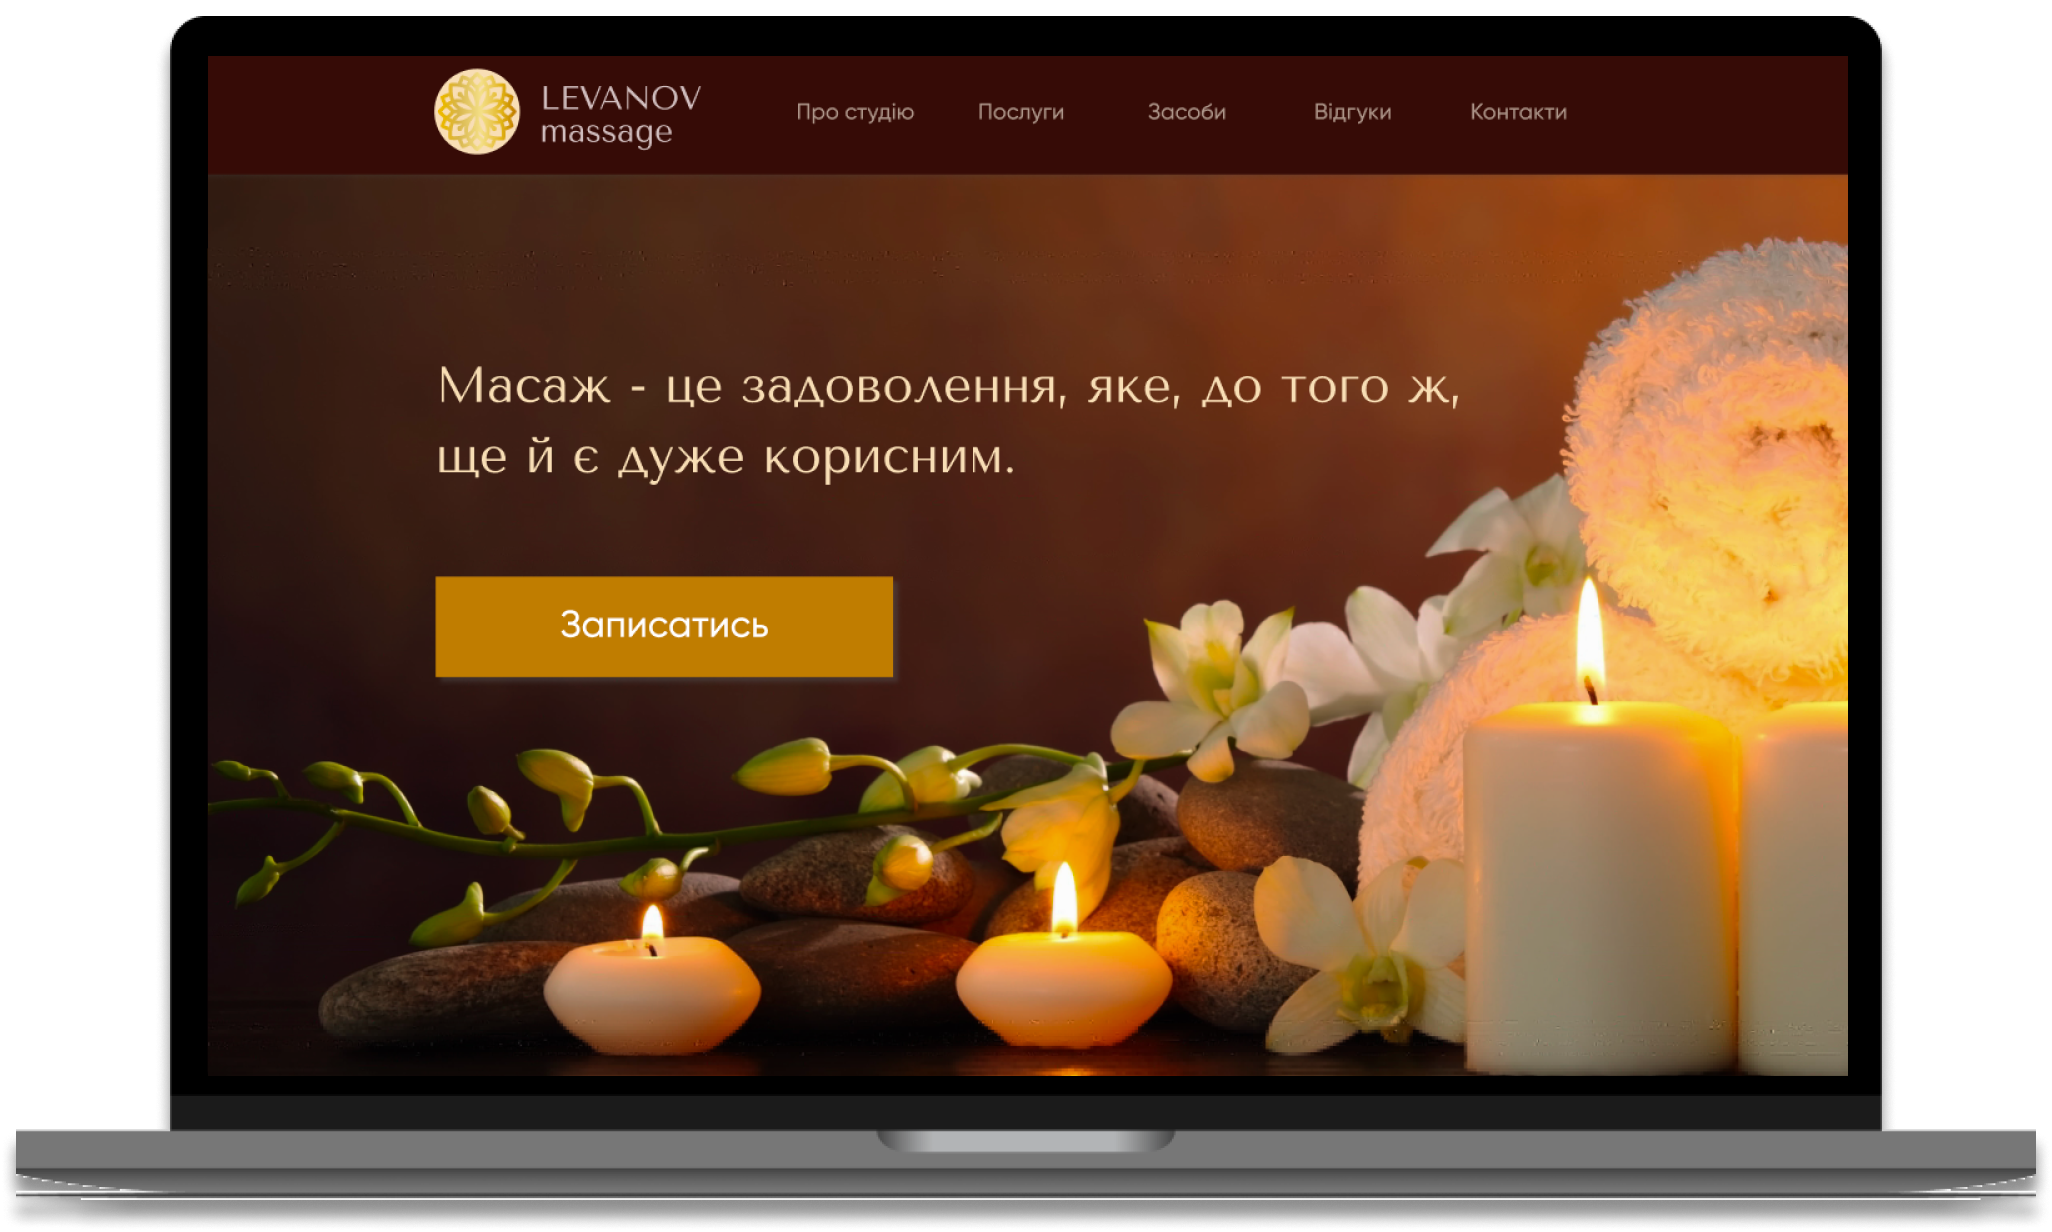 LEVANOV
massage
Про студію
Послуги
Засоби
Відгуки
Контакти
Масаж - це задоволення, яке, до того ж,
ще й є дуже корисним.
Записатись